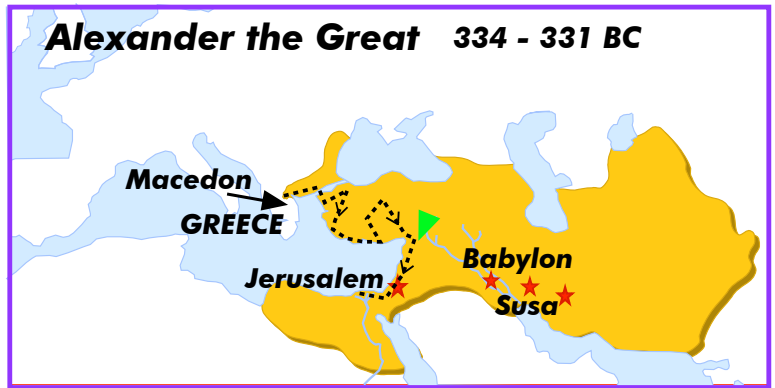 Alexander the Great 334 - 331 BC
Macedon
GREECE
Babylon
Jerusalem
Susa